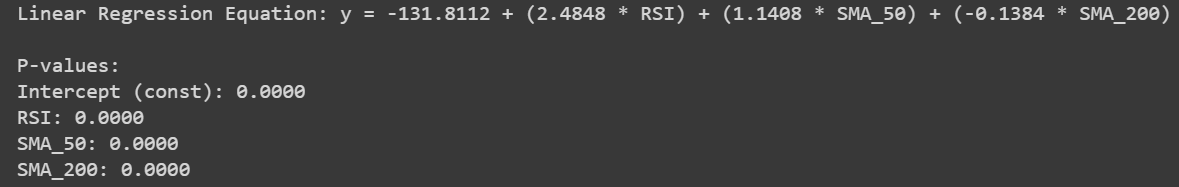 Linear Regression Equation: y = -131.8112 + (2.4848 * RSI) + (1.1408 * SMA_50) + (-0.1384 * SMA_200)
P-values:
Intercept (const): 0.0000
RSI: 0.0000
SMA_50: 0.0000
SMA_200: 0.0000